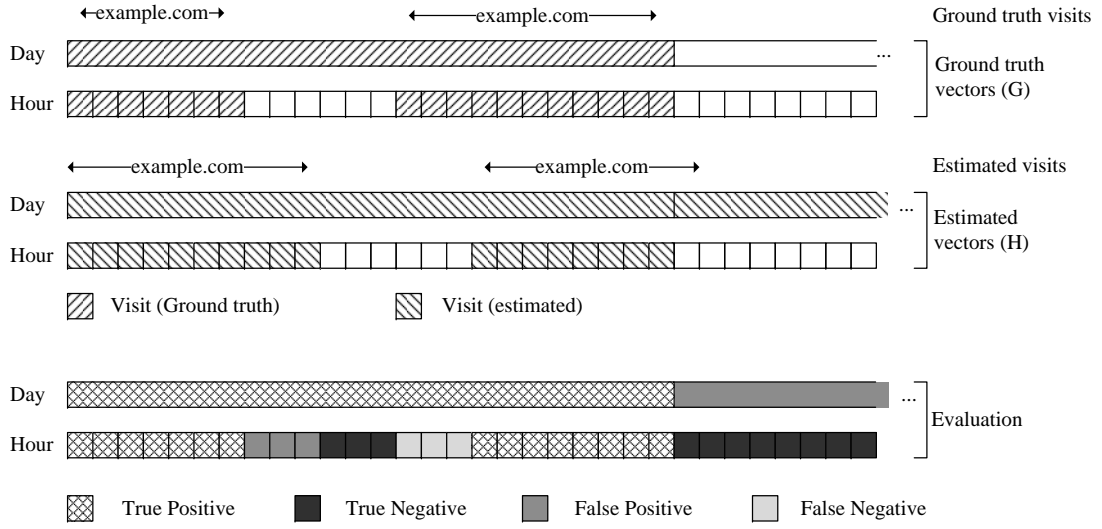 example.com example.com Ground truth visits
Day ... Ground truth
vectors (G)
Hour
example.com example.com Estimated visits
Day ... Estimated
vectors (H)
Hour
Visit (Ground truth) Visit (estimated)
Day ...
Evaluation
Hour
True Positive True Negative False Positive False Negative